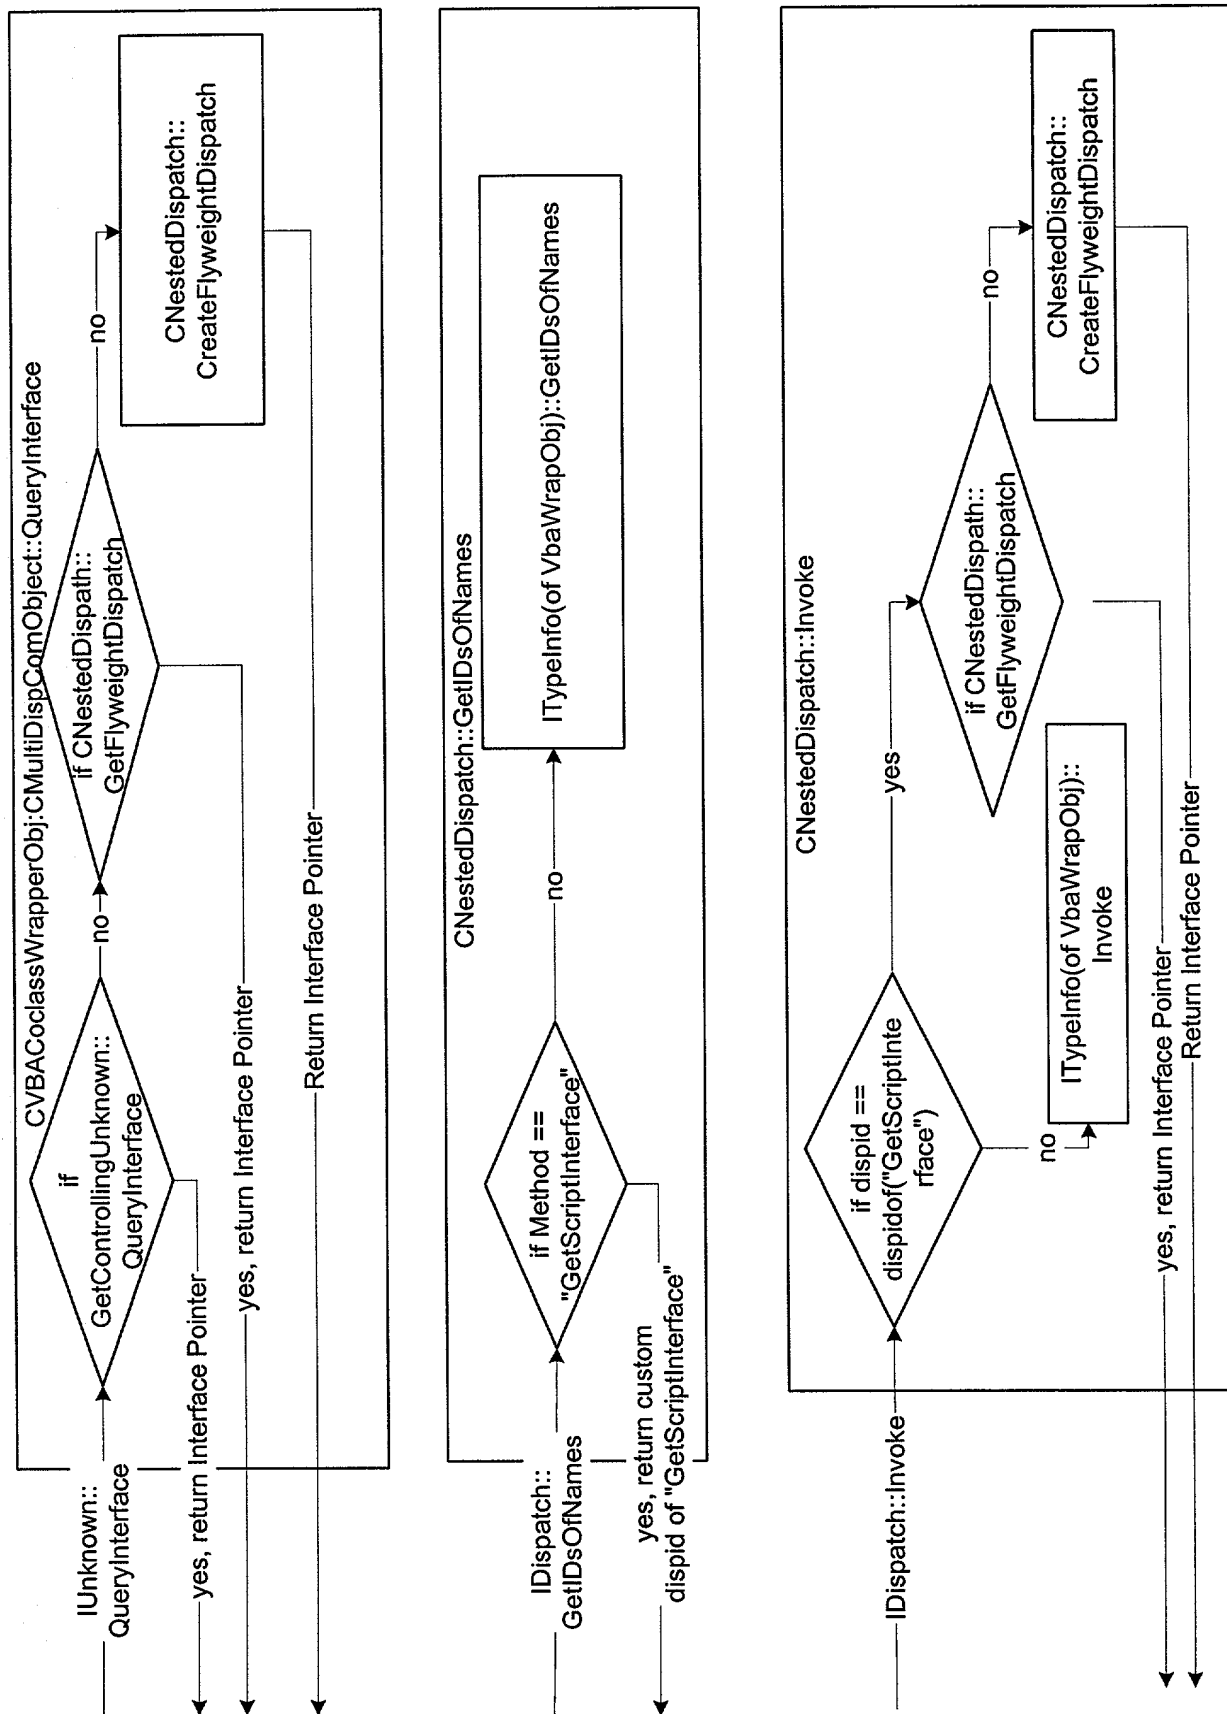 CVBACoclassWrapperObj:CMultiDispComObject::QueryInterface
IUnknown::
QueryInterface
if
GetControllingUnknown::
QueryInterface
no
if CNestedDispath::
GetFlyweightDispatch
no
CNestedDispatch::
CreateFlyweightDispatch
yes, return Interface Pointer
yes, return Interface Pointer
Return Interface Pointer
CNestedDispatch::GetIDsOfNames
IDispatch::
GetIDsOfNames
if Method ==
"GetScriptInterface"
no
ITypeInfo(of VbaWrapObj)::GetIDsOfNames
yes, return custom
dispid of "GetScriptInterface"
CNestedDispatch::Invoke
IDispatch::Invoke
if dispid ==
dispidof("GetScriptInte
rface")
yes
if CNestedDispath::
GetFlyweightDispatch
no
CNestedDispatch::
CreateFlyweightDispatch
no
ITypeInfo(of VbaWrapObj)::
Invoke
yes, return Interface Pointer
Return Interface Pointer